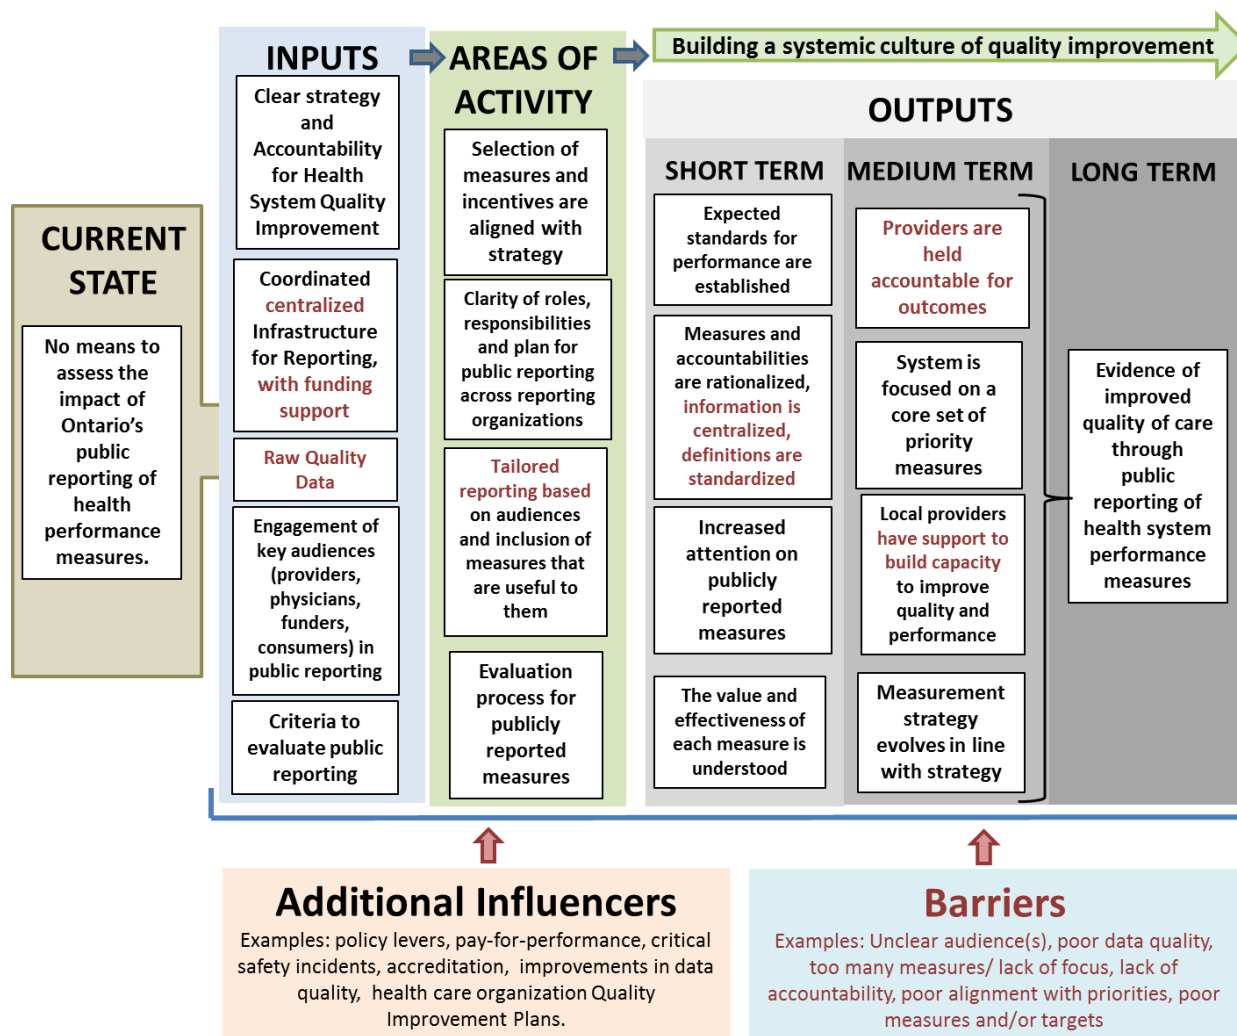 CURRENT
STATE
No means to
assess the
impact of
Ontario's
public
reporting of
health
performance
measures.
INPUTS
Clear strategy
and
Accountability
for Health
System Quality
Improvement
Coordinated
centralized
Infrastructure
for Reporting,
with funding
support
Raw Quality
Data
Engagement of
key audiences
(providers,
physicians,
funders,
consumers) in
public reporting
Criteria to
evaluate public
reporting
AREAS OF
ACTIVITY
Selection of
measures and
incentives are
aligned with
strategy
Clarity of roles,
responsibilities
and plan for
public reporting
across reporting
organizations
Tailored
reporting based
on audiences
and inclusion of
measures that
are useful to
them
Evaluation
process for
publicly
reported
measures
Building a systemic culture of quality improvement
OUTPUTS
SHORT TERM
Expected
standards for
performance are
established
Measures and
accountabilities
are rationalized,
information is
centralized,
definitions are
standardized
Increased
attention on
publicly
reported
measures
The value and
effectiveness of
each measure is
understood
MEDIUM TERM
Providers are
held
accountable for
outcomes
System is
focused on a
core set of
priority
measures
Local providers
have support to
build capacity
to improve
quality and
performance
Measurement
strategy
evolves in line
with strategy
LONG TERM
Evidence of
improved
quality of care
through
public
reporting of
health system
performance
measures
Additional Influencers
Examples: policy levers, pay-for-performance, critical
safety incidents, accreditation, improvements in data
quality, health care organization Quality
Improvement Plans.
Barriers
Examples: Unclear audience(s), poor data quality,
too many measures/ lack of focus, lack of
accountability, poor alignment with priorities, poor
measures and/or targets